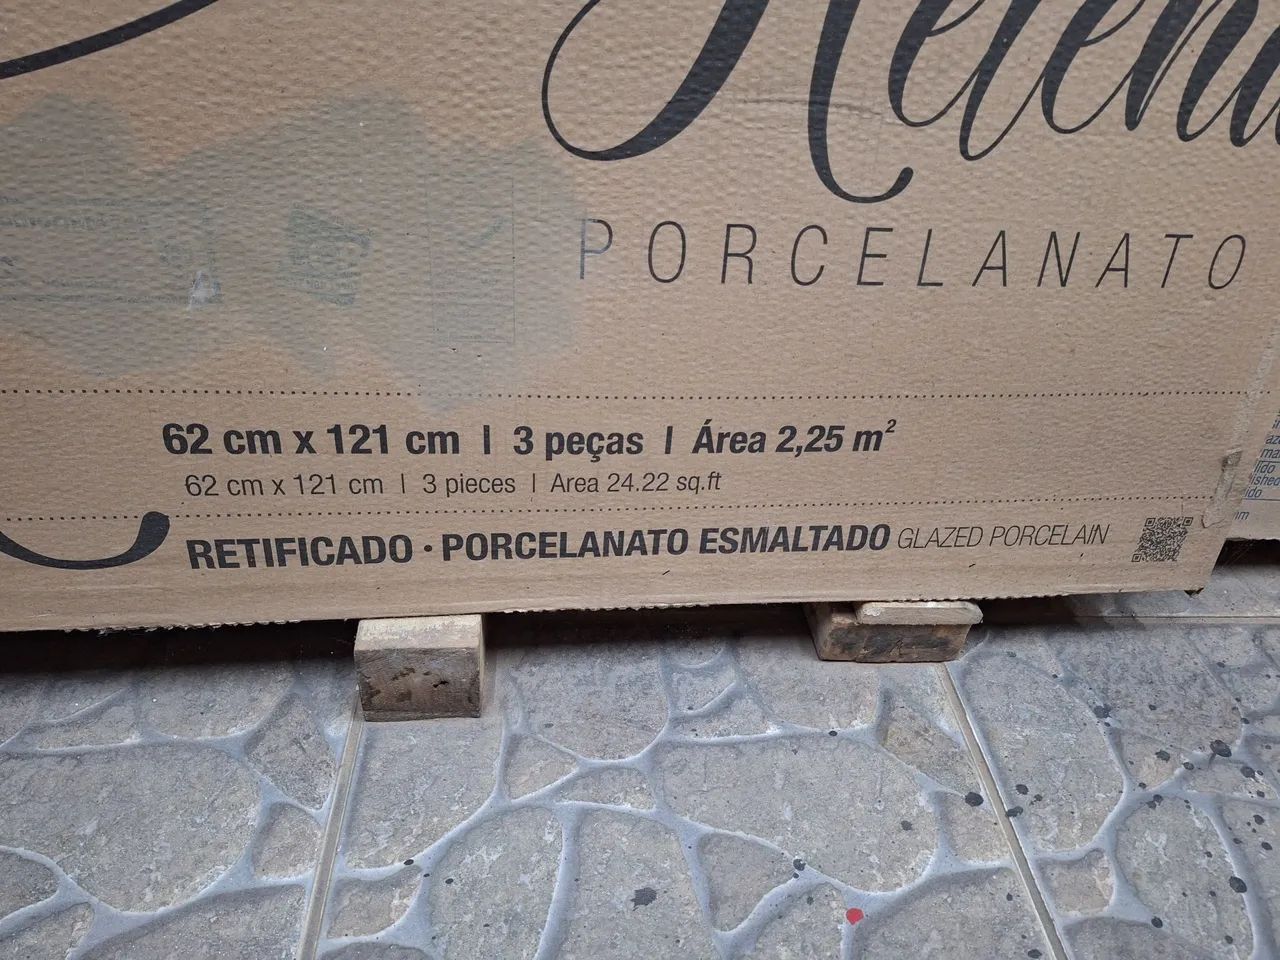 PORCELANATO
62 cm x 121 cm | 3 peças | Área 2,25 m²
62 cm x 121 cm | 3 pieces | Area 24.22 sq.ft
RETIFICADO · PORCELANATO ESMALTADO GLAZED PORCELAIN